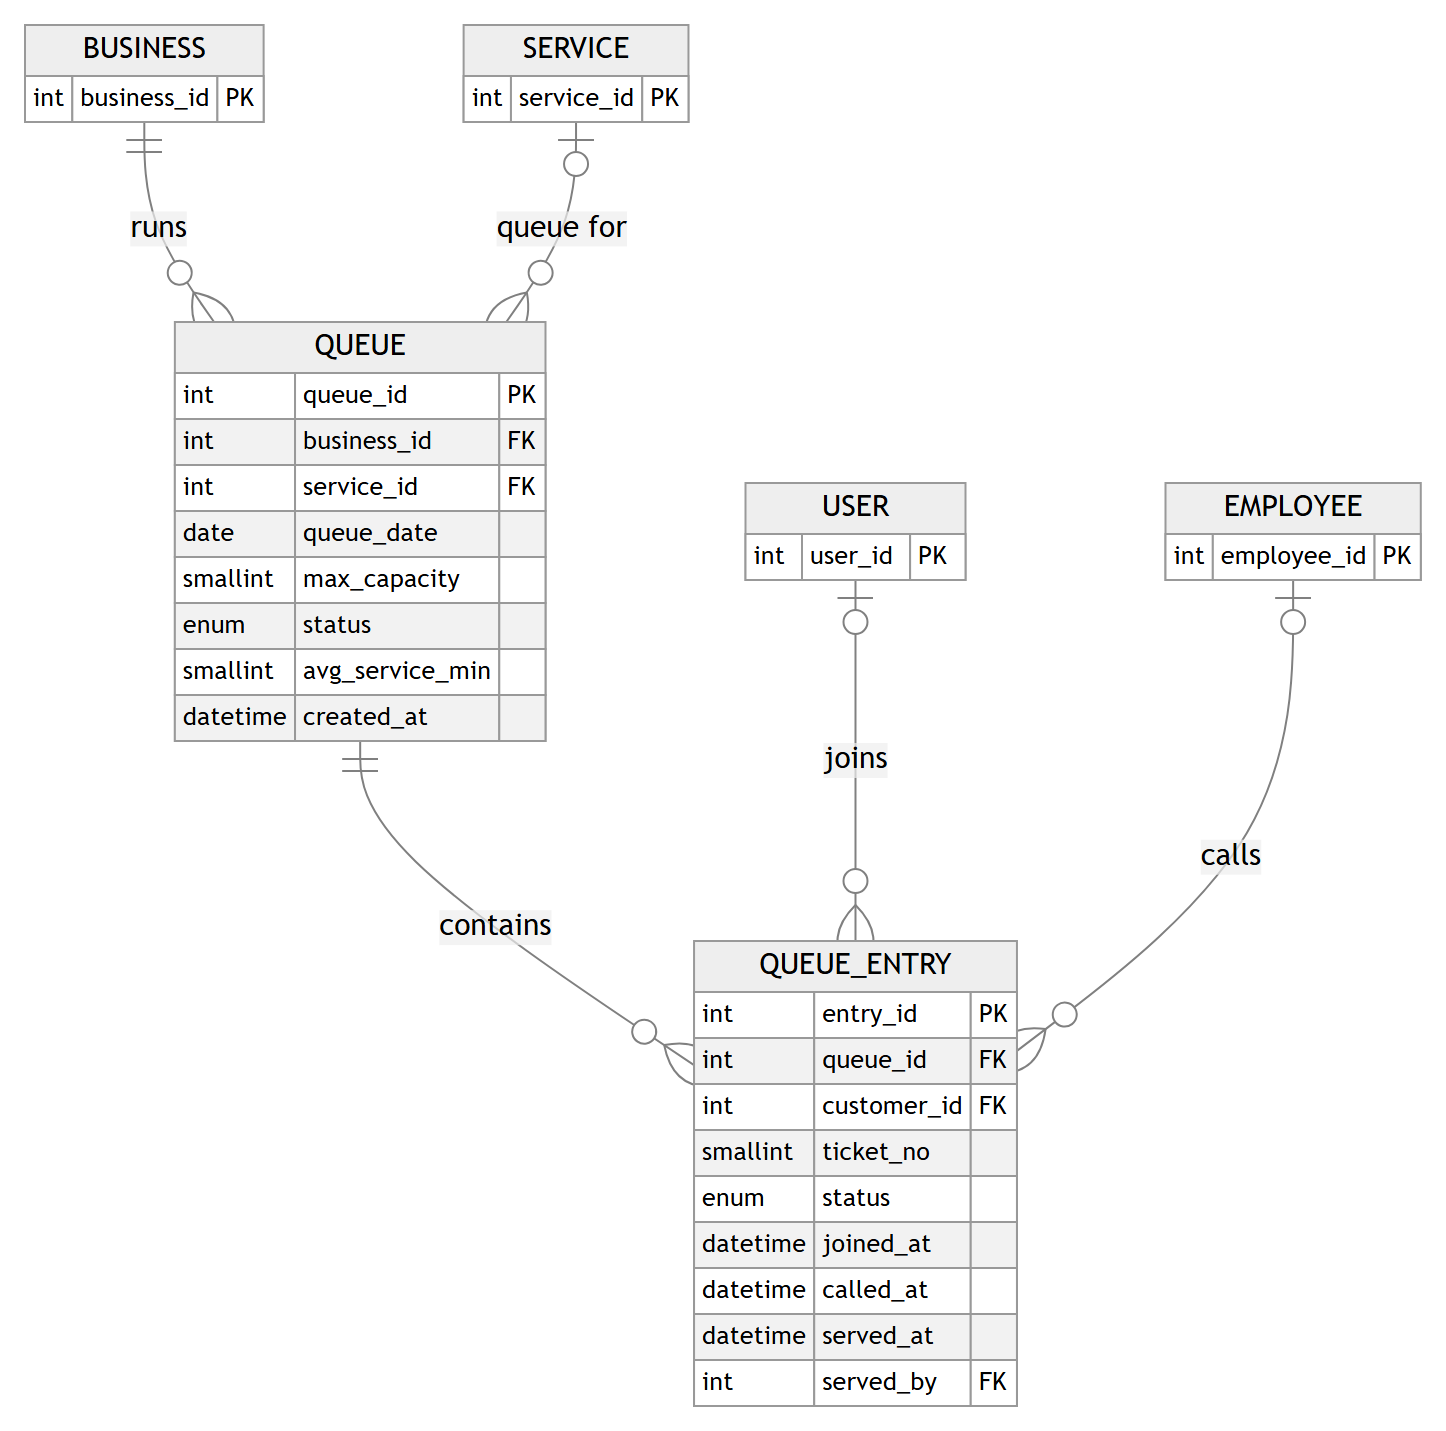 BUSINESS
int business_id PK
SERVICE
int service_id PK
runs
queue for
QUEUE
int queue_id PK
int business_id FK
int service_id FK
date queue_date
smallint max_capacity
enum status
smallint avg_service_min
datetime created_at
USER
int user_id PK
EMPLOYEE
int employee_id PK
joins
calls
contains
QUEUE_ENTRY
int entry_id PK
int queue_id FK
int customer_id FK
smallint ticket_no
enum status
datetime joined_at
datetime called_at
datetime served_at
int served_by FK